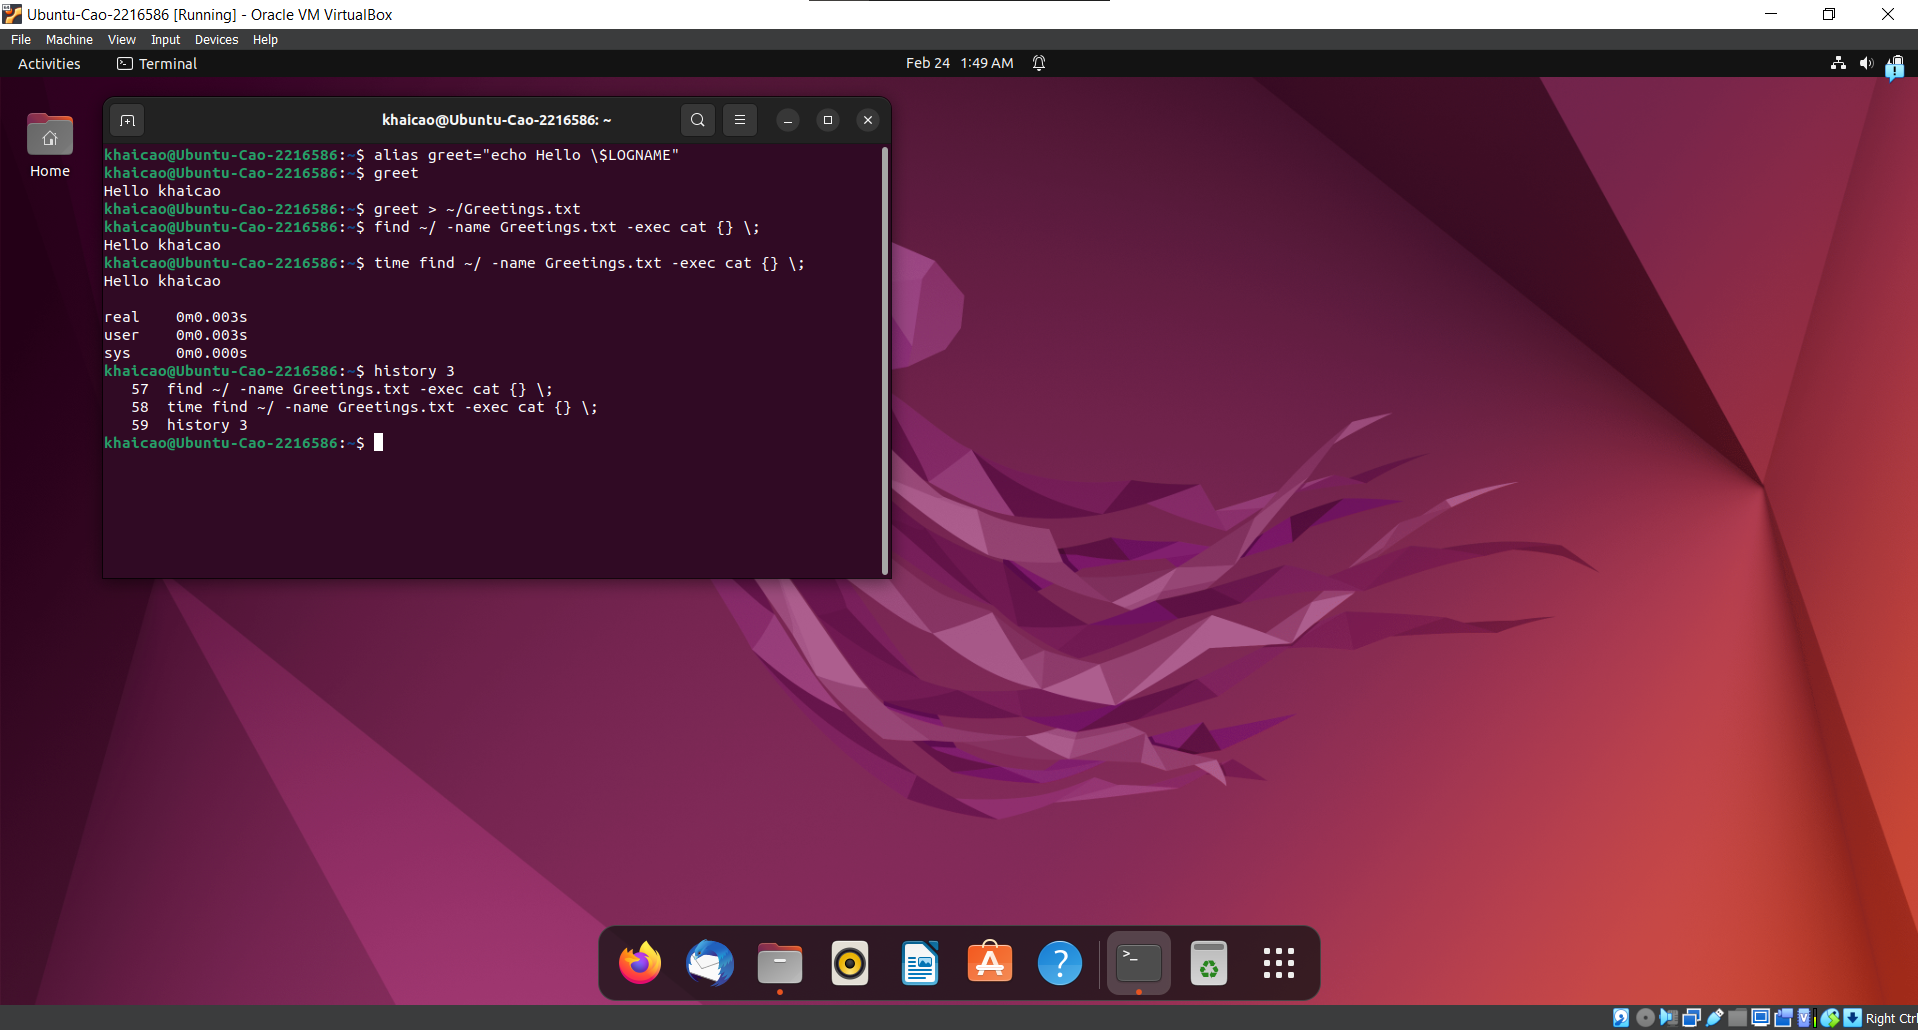 Ubuntu-Cao-2216586 [Running] - Oracle VM VirtualBox
File Machine View Input Devices Help
Activities Terminal Feb 24 1:49 AM
Home
khaicao@Ubuntu-Cao-2216586: ~
khaicao@Ubuntu-Cao-2216586:~$ alias greet="echo Hello \$LOGNAME"
khaicao@Ubuntu-Cao-2216586:~$ greet
Hello khaicao
khaicao@Ubuntu-Cao-2216586:~$ greet > ~/Greetings.txt
khaicao@Ubuntu-Cao-2216586:~$ find ~/ -name Greetings.txt -exec cat {} \;
Hello khaicao
khaicao@Ubuntu-Cao-2216586:~$ time find ~/ -name Greetings.txt -exec cat {} \;
Hello khaicao
real 0m0.003s
user 0m0.003s
sys 0m0.000s
khaicao@Ubuntu-Cao-2216586:~$ history 3
57 find ~/ -name Greetings.txt -exec cat {} \;
58 time find ~/ -name Greetings.txt -exec cat {} \;
59 history 3
khaicao@Ubuntu-Cao-2216586:~$
Right Ctrl